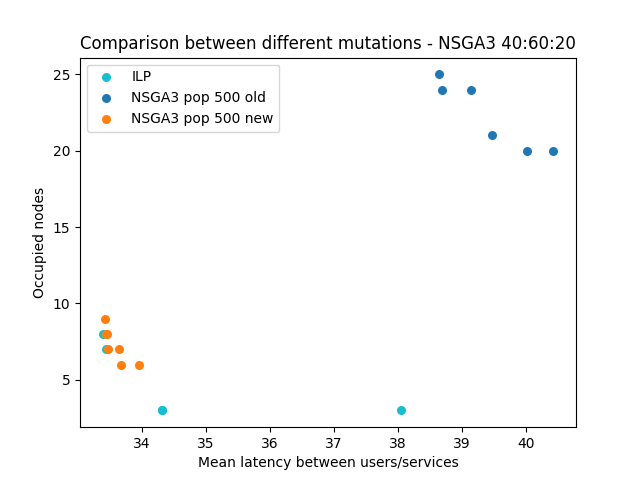 Comparison between different mutations - NSGA3 40:60:20
ILP
NSGA3 pop 500 old
NSGA3 pop 500 new
Occupied nodes
25
20
15
10
5
34 35 36 37 38 39 40
Mean latency between users/services